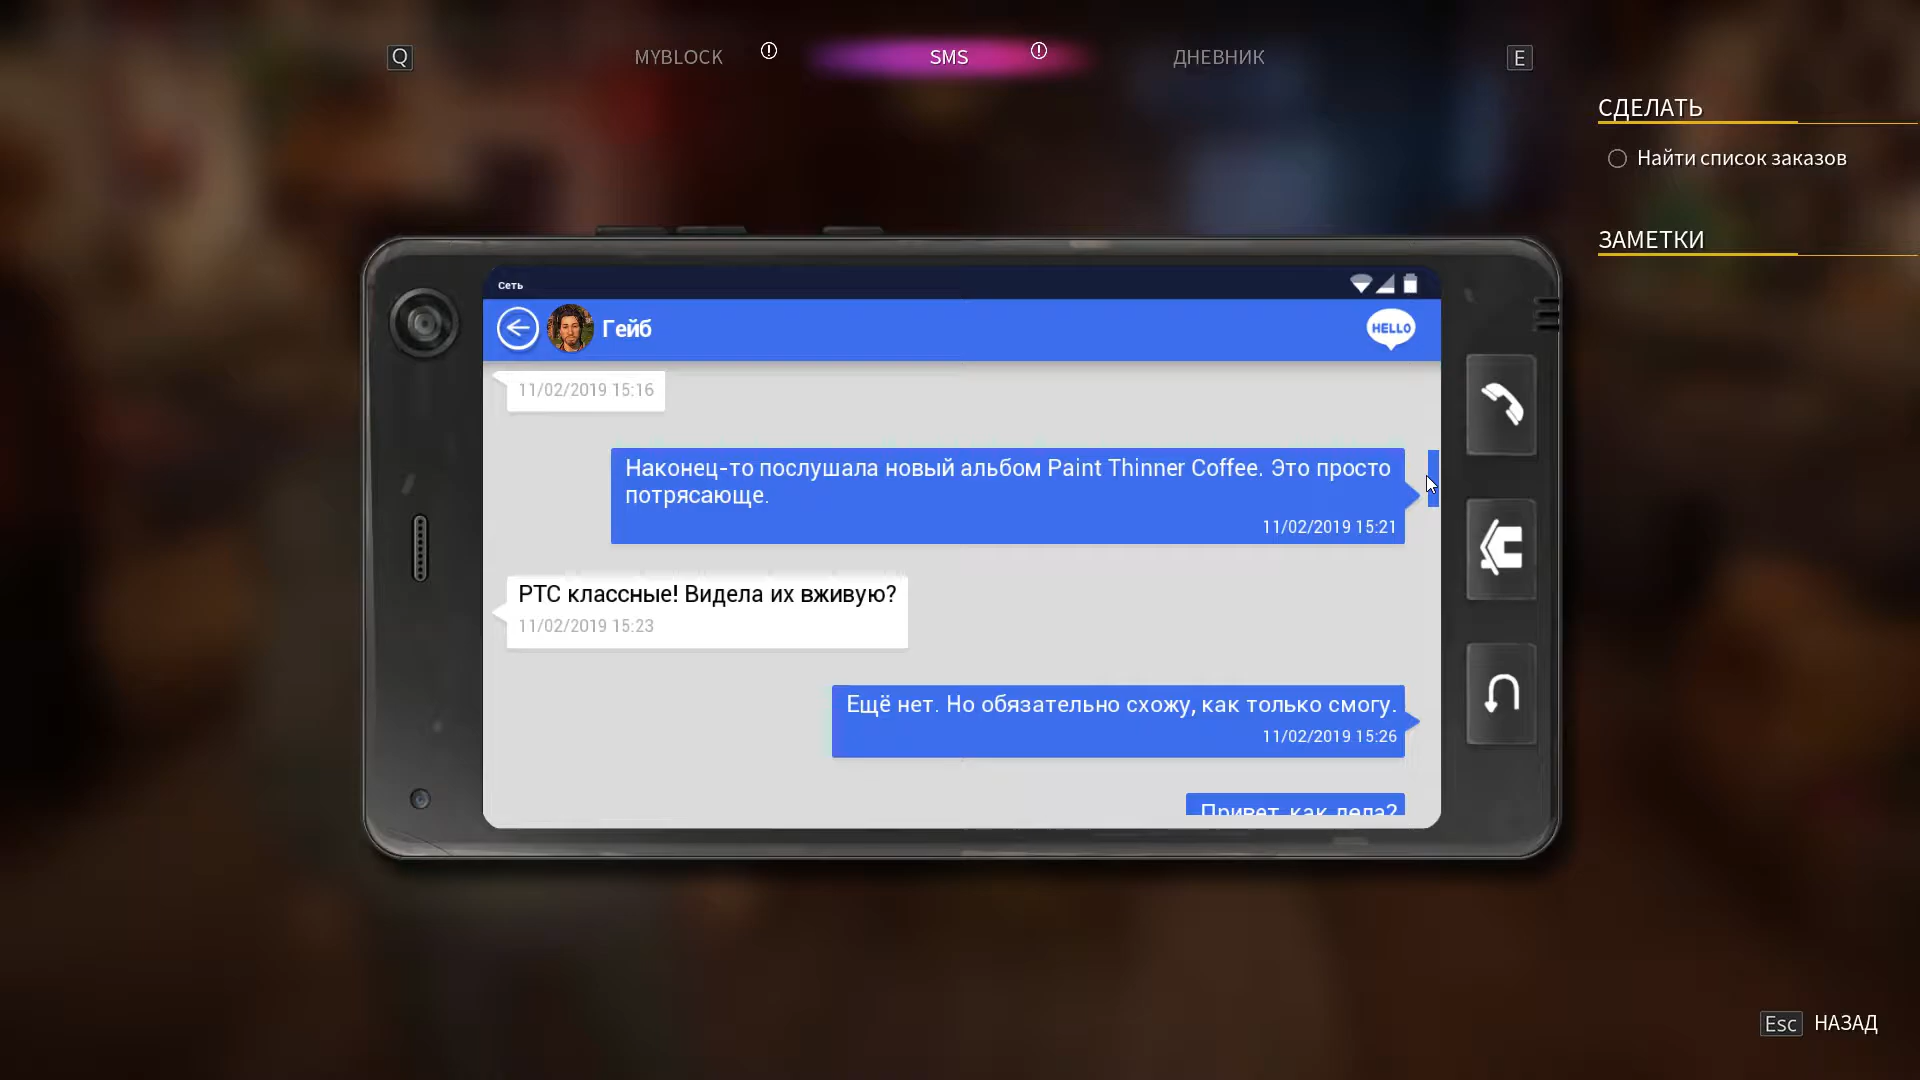 Q
MYBLOCK
SMS
ДНЕВНИК
E
СДЕЛАТЬ
Найти список заказов
ЗАМЕТКИ
Сеть
Гейб
HELLO
11/02/2019 15:16
Наконец-то послушала новый альбом Paint Thinner Coffee. Это просто
потрясающе.
11/02/2019 15:21
PTC классные! Видела их вживую?
11/02/2019 15:23
Ещё нет. Но обязательно схожу, как только смогу.
11/02/2019 15:26
Привет, как дела?
Esc НАЗАД